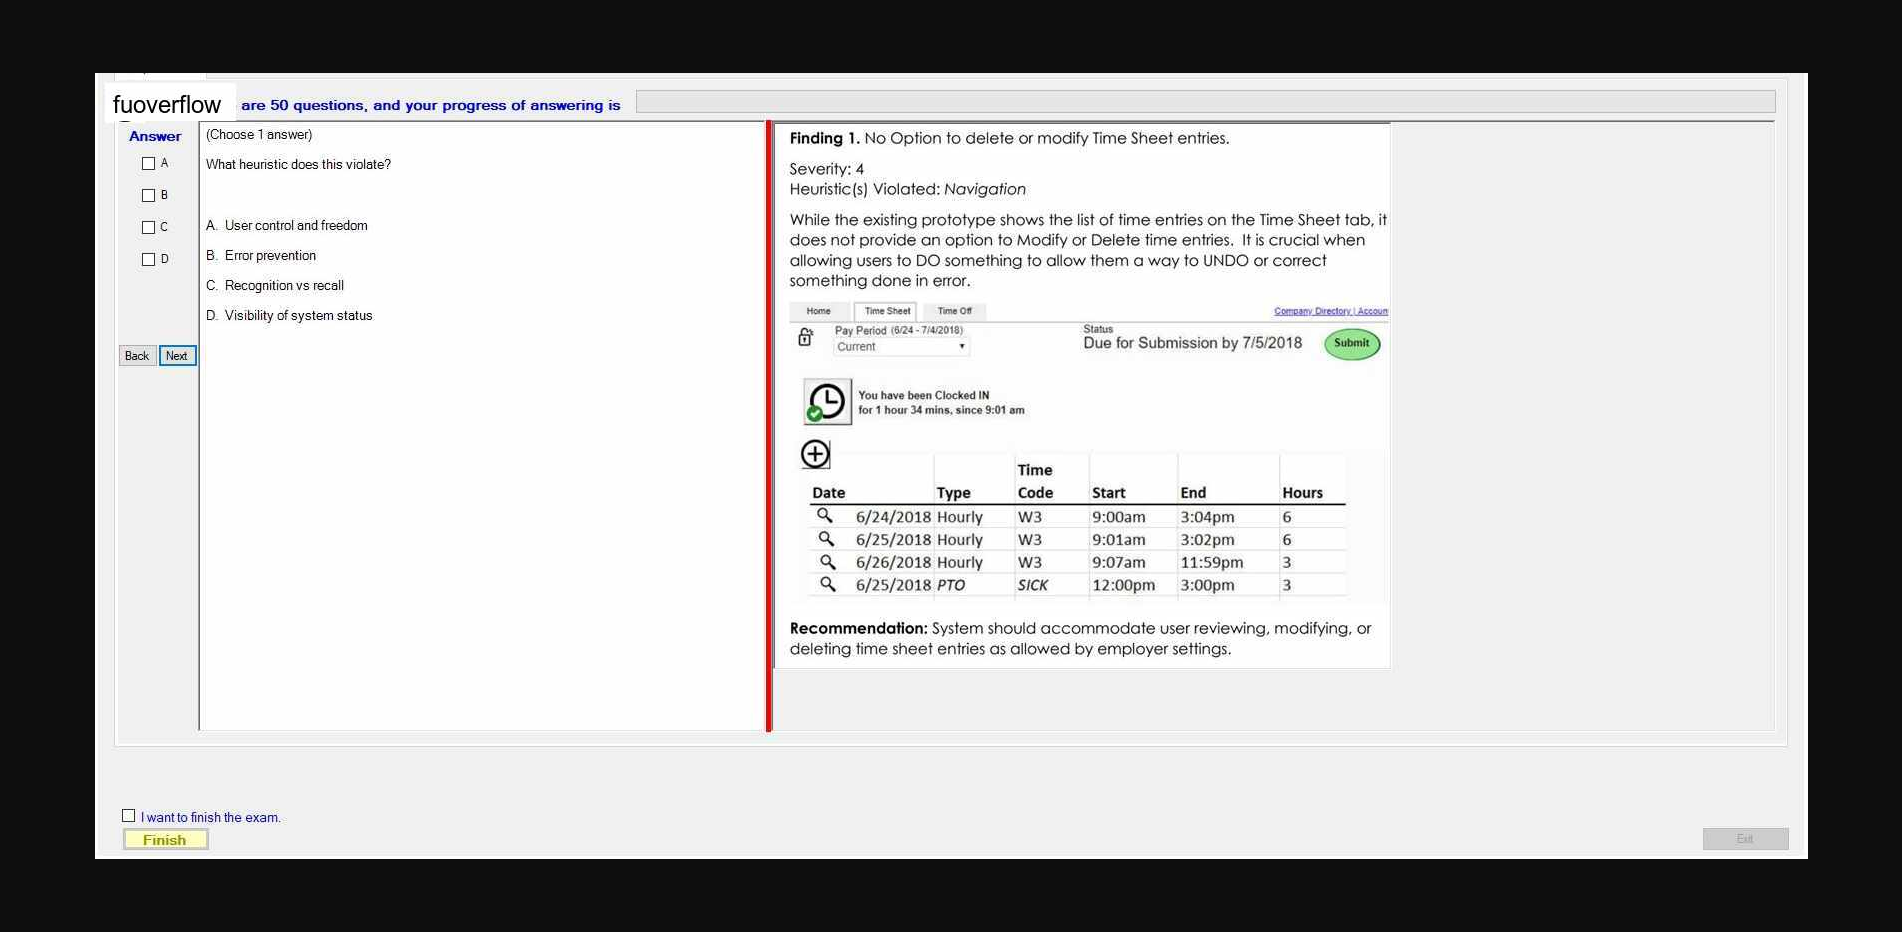 fuoverflow are 50 questions, and your progress of answering is
Answer
A
B
C
D
Back Next
(Choose 1 answer)
What heuristic does this violate?
A. User control and freedom
B. Error prevention
C. Recognition vs recall
D. Visibility of system status
Finding 1. No Option to delete or modify Time Sheet entries.
Severity: 4
Heuristic(s) Violated: Navigation
While the existing prototype shows the list of time entries on the Time Sheet tab, it
does not provide an option to Modify or Delete time entries. It is crucial when
allowing users to DO something to allow them a way to UNDO or correct
something done in error.
Home Time Sheet Time Off Company Directory | Accoun
Pay Period (6/24 - 7/4/2018)
Current
Status
Due for Submission by 7/5/2018
Submit
You have been Clocked IN
for 1 hour 34 mins, since 9:01 am
Time
Date Type Code Start End Hours
6/24/2018 Hourly W3 9:00am 3:04pm 6
6/25/2018 Hourly W3 9:01am 3:02pm 6
6/26/2018 Hourly W3 9:07am 11:59pm 3
6/25/2018 PTO SICK 12:00pm 3:00pm 3
Recommendation: System should accommodate user reviewing, modifying, or
deleting time sheet entries as allowed by employer settings.
I want to finish the exam.
Finish
Exit